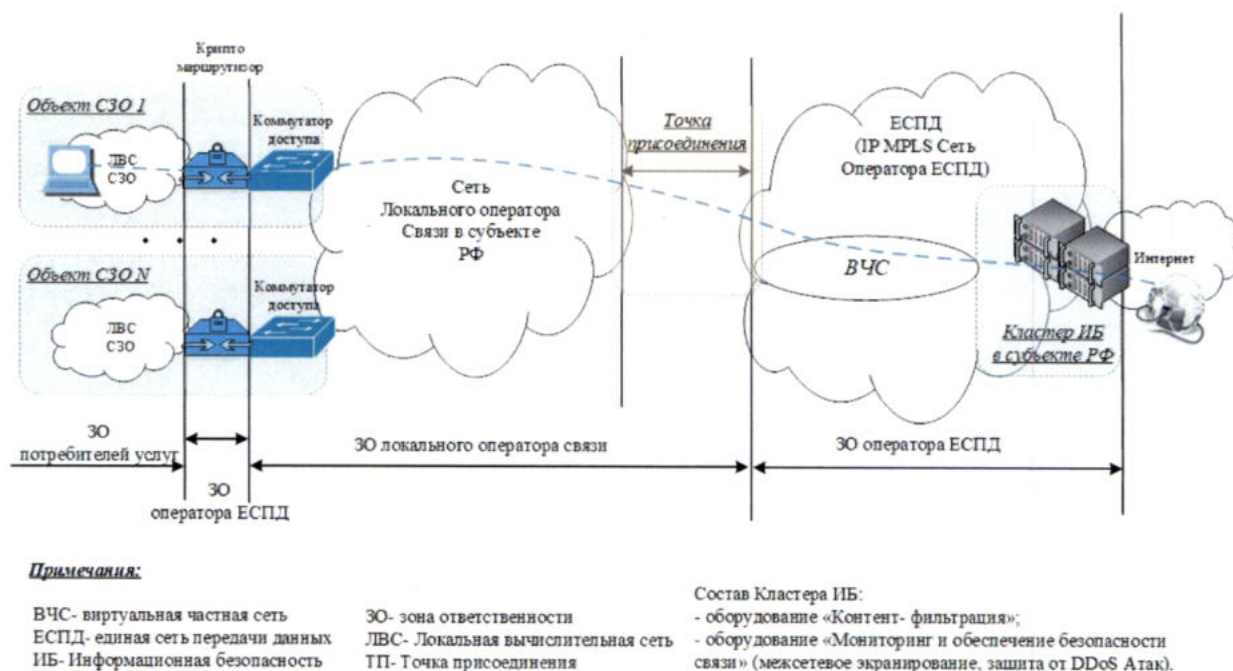 Крипто
маршрутизор
Объект СЗО 1
ЛВС
СЗО
Коммутатор
доступа
Объект СЗО N
ЛВС
СЗО
Коммутатор
доступа
Сеть
Локального оператора
Связи в субъекте
РФ
Точка
присоединения
ЕСПД
(IP MPLS Сеть
Оператора ЕСПД)
ВЧС
Интернет
Кластер ИБ
в субъекте РФ
ЗО
потребителей услуг
ЗО
оператора ЕСПД
ЗО локального оператора связи
ЗО оператора ЕСПД
Примечания:
ВЧС- виртуальная частная сеть
ЕСПД- единая сеть передачи данных
ИБ- Информационная безопасность
ЗО- зона ответственности
ЛВС- Локальная вычислительная сеть
ТП- Точка присоединения
Состав Кластера ИБ:
- оборудование «Контент- фильтрация»;
- оборудование «Мониторинг и обеспечение безопасности
связи» (межсетевое экранирование, защита от DDoS Атак).